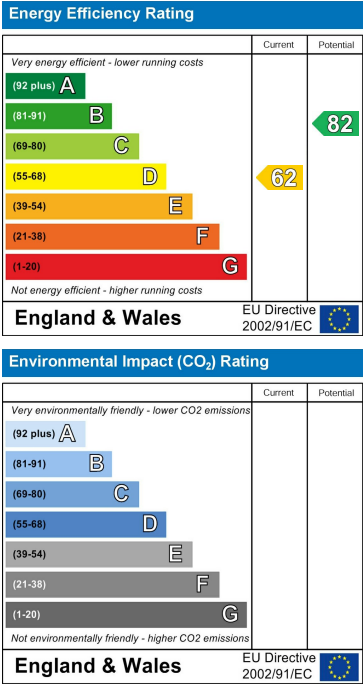 Energy Efficiency Rating
Current Potential
Very energy efficient - lower running costs
(92 plus) A
(81-91) B
82
(69-80) C
(55-68) D
62
(39-54) E
(21-38) F
(1-20) G
Not energy efficient - higher running costs
England & Wales
EU Directive
2002/91/EC
Environmental Impact (CO₂) Rating
Current Potential
Very environmentally friendly - lower CO2 emissions
(92 plus) A
(81-91) B
(69-80) C
(55-68) D
(39-54) E
(21-38) F
(1-20) G
Not environmentally friendly - higher CO2 emissions
England & Wales
EU Directive
2002/91/EC